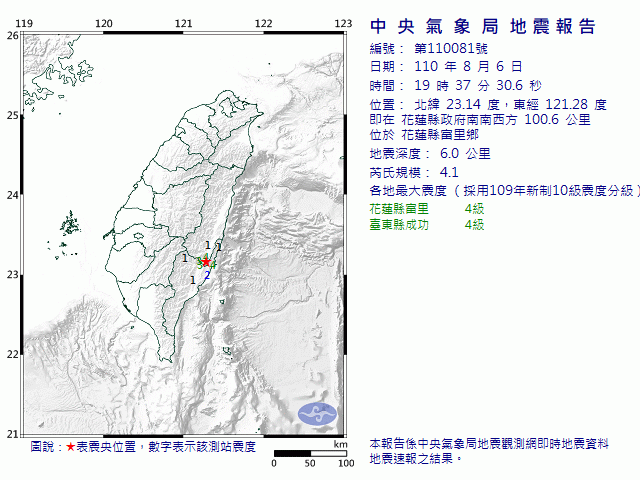 中央氣象局地震報告
編號： 第110081號
日期： 110 年 8 月 6 日
時間： 19 時 37 分 30.6 秒
位置： 北緯 23.14 度，東經 121.28 度
即在 花蓮縣政府南南西方 100.6 公里
位於 花蓮縣富里鄉
地震深度： 6.0 公里
芮氏規模： 4.1
各地最大震度 （採用109年新制10級震度分級）
花蓮縣富里 4級
臺東縣成功 4級
119 120 121 122 123
26
25
24
23
22
21
1 1
1
4
1
2
圖說：★表震央位置，數字表示該測站震度
km
0 50 100
本報告係中央氣象局地震觀測網即時地震資料
地震速報之結果。